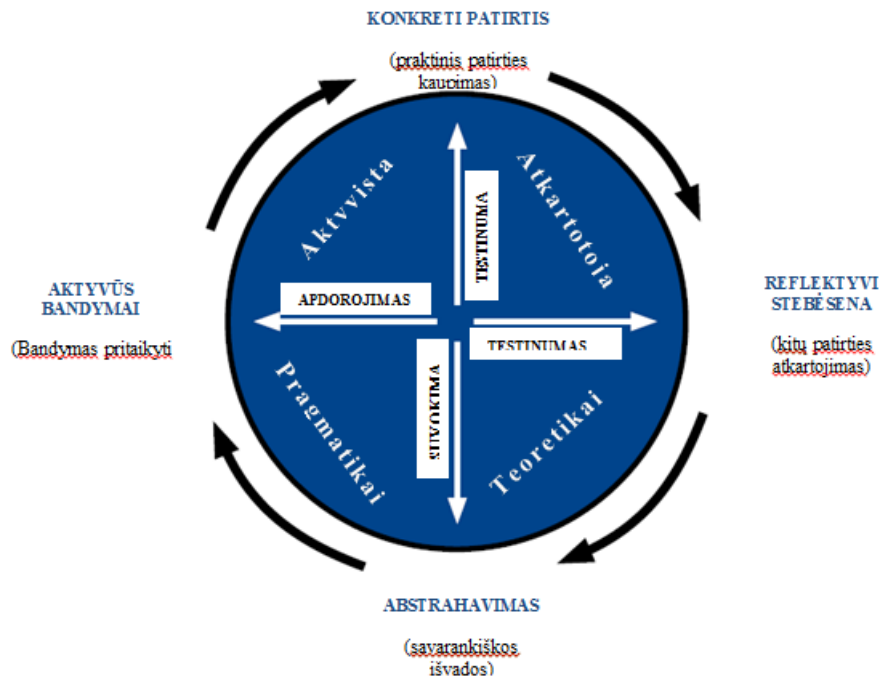 KONKRETI PATIRTIS
(praktinis patirties
kaupimas)
Aktyvista
Atkartotoja
TESTINUMA
APDOROJIMAS
TESTINUMAS
SUVOKIMA
Pragmatikai
Teoretikai
AKTYVŪS
BANDYMAI
(Bandymas pritaikyti
REFLEKTYVI
STEBĖSENA
(kitų patirties
atkartojimas)
ABSTRAHAVIMAS
(savarankiškos
išvados)